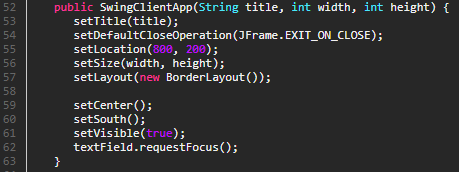 52 public SwingClientApp(String title, int width, int height) {
53 setTitle(title);
54 setDefaultCloseOperation(JFrame.EXIT_ON_CLOSE);
55 setLocation(800, 200);
56 setSize(width, height);
57 setLayout(new BorderLayout());
58
59 setCenter();
60 setSouth();
61 setVisible(true);
62 textField.requestFocus();
63 }